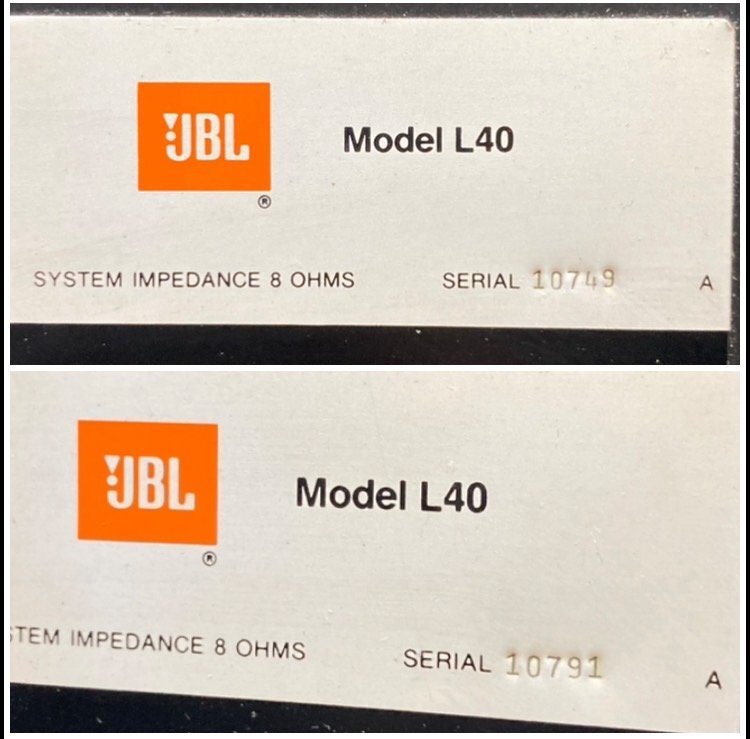 JBL
Model L40
®
SYSTEM IMPEDANCE 8 OHMS SERIAL 10749 A
JBL
Model L40
®
TEM IMPEDANCE 8 OHMS SERIAL 10791 A